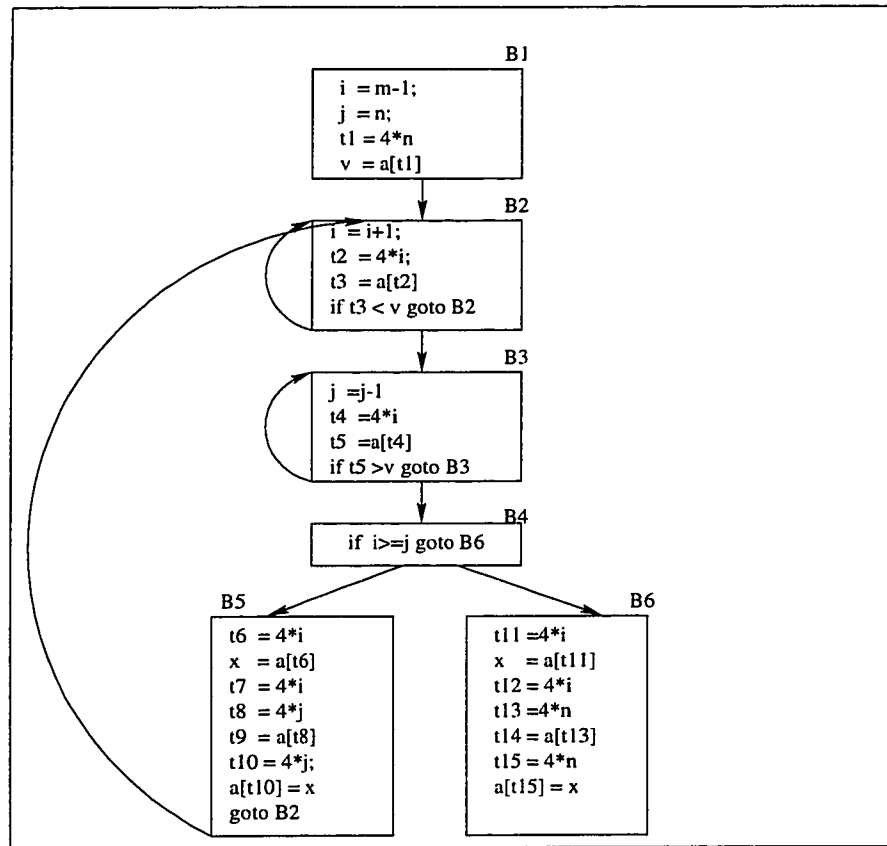 B1
i = m-1;
j = n;
t1 = 4*n
v = a[t1]
B2
i = i+1;
t2 = 4*i;
t3 = a[t2]
if t3 < v goto B2
B3
j =j-1
t4 =4*i
t5 =a[t4]
if t5 >v goto B3
B4
if i>=j goto B6
B5
t6 = 4*i
x = a[t6]
t7 = 4*i
t8 = 4*j
t9 = a[t8]
t10 = 4*j;
a[t10] = x
goto B2
B6
t11 =4*i
x = a[t11]
t12 = 4*i
t13 =4*n
t14 = a[t13]
t15 = 4*n
a[t15] = x